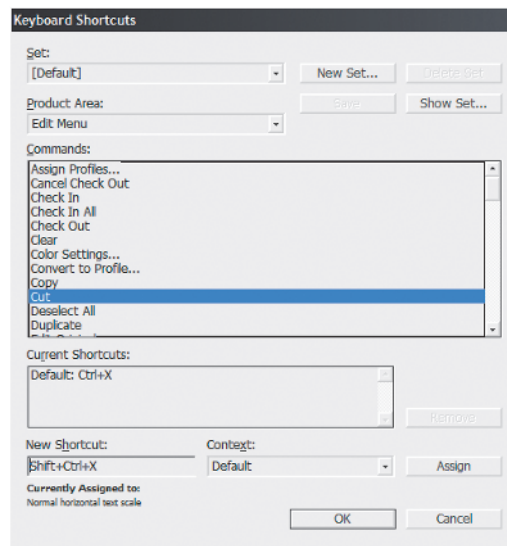 Keyboard Shortcuts
Set:
[Default]
New Set...
Delete Set
Product Area:
Save
Show Set...
Edit Menu
Commands:
Assign Profiles...
Cancel Check Out
Check In
Check In All
Check Out
Clear
Color Settings...
Convert to Profile...
Copy
Cut
Deselect All
Duplicate
Current Shortcuts:
Default: Ctrl+X
Remove
New Shortcut:
Context:
Shift+Ctrl+X
Default
Assign
Currently Assigned to:
Normal horizontal text scale
OK
Cancel